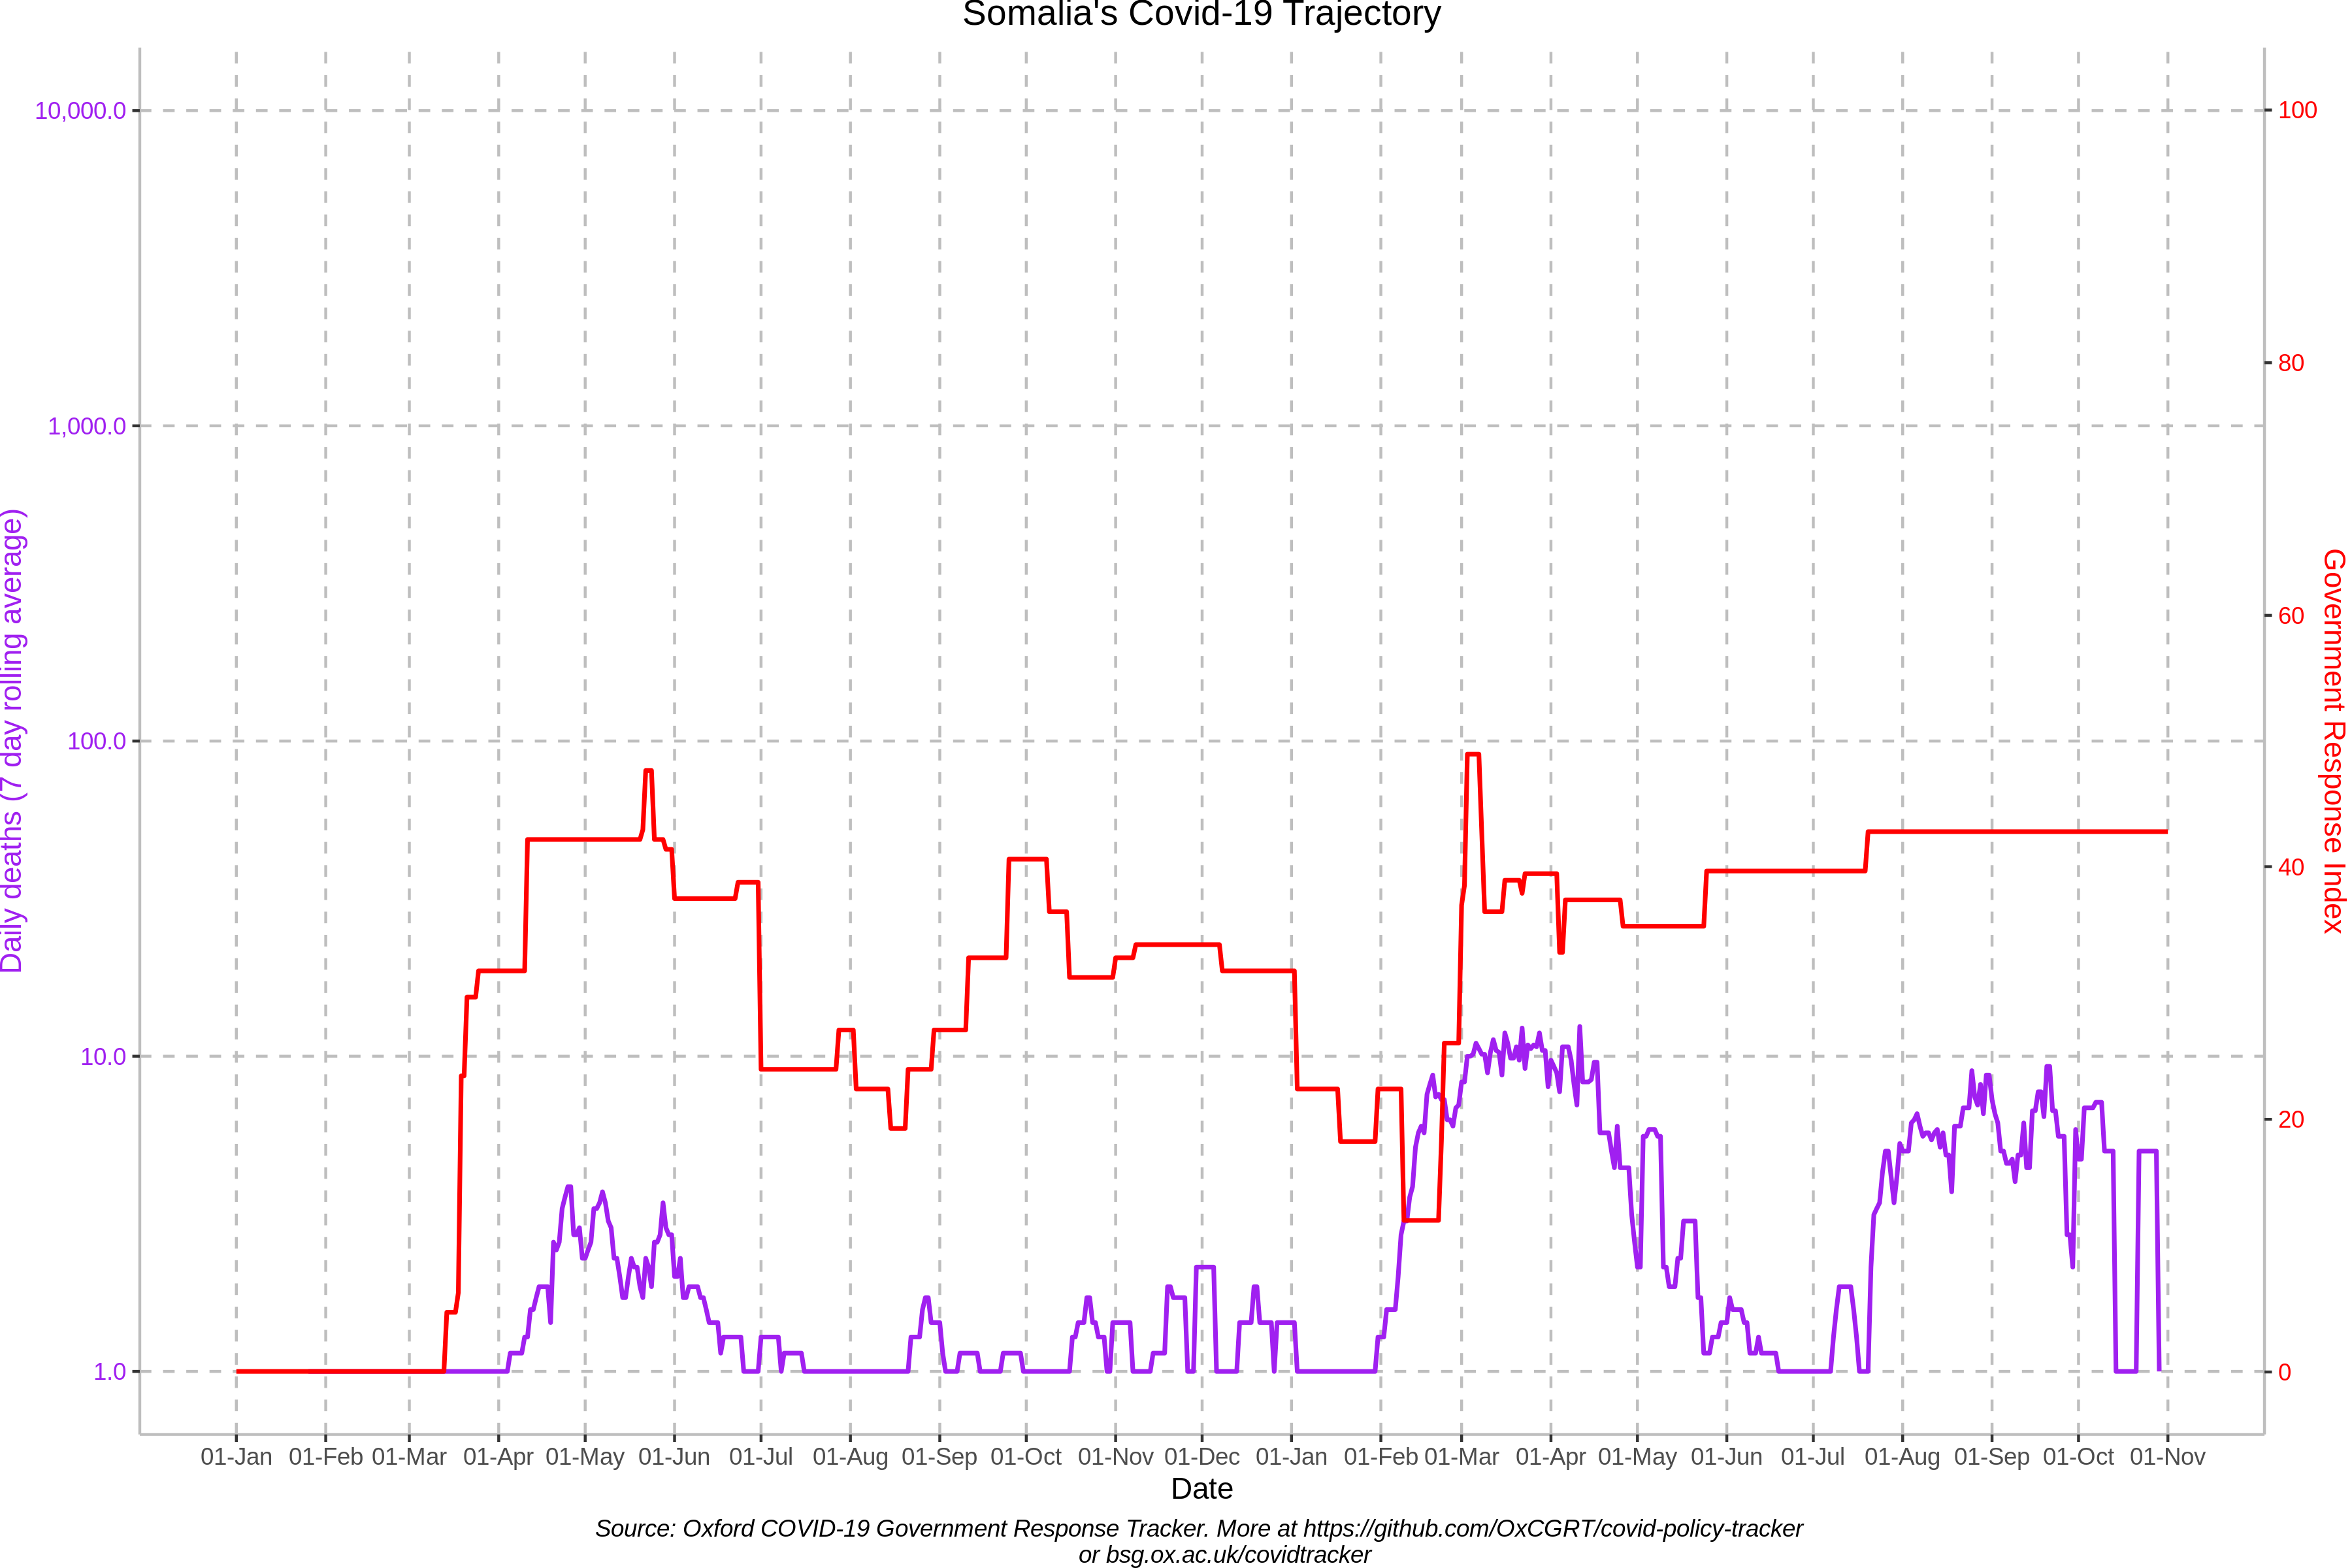 Somalia's Covid-19 Trajectory
10,000.0
1,000.0
100.0
10.0
1.0
Daily deaths (7 day rolling average)
100
80
60
40
20
0
Government Response Index
01-Jan 01-Feb 01-Mar 01-Apr 01-May 01-Jun 01-Jul 01-Aug 01-Sep 01-Oct 01-Nov 01-Dec 01-Jan 01-Feb 01-Mar 01-Apr 01-May 01-Jun 01-Jul 01-Aug 01-Sep 01-Oct 01-Nov
Date
Source: Oxford COVID-19 Government Response Tracker. More at https://github.com/OxCGRT/covid-policy-tracker
or bsg.ox.ac.uk/covidtracker